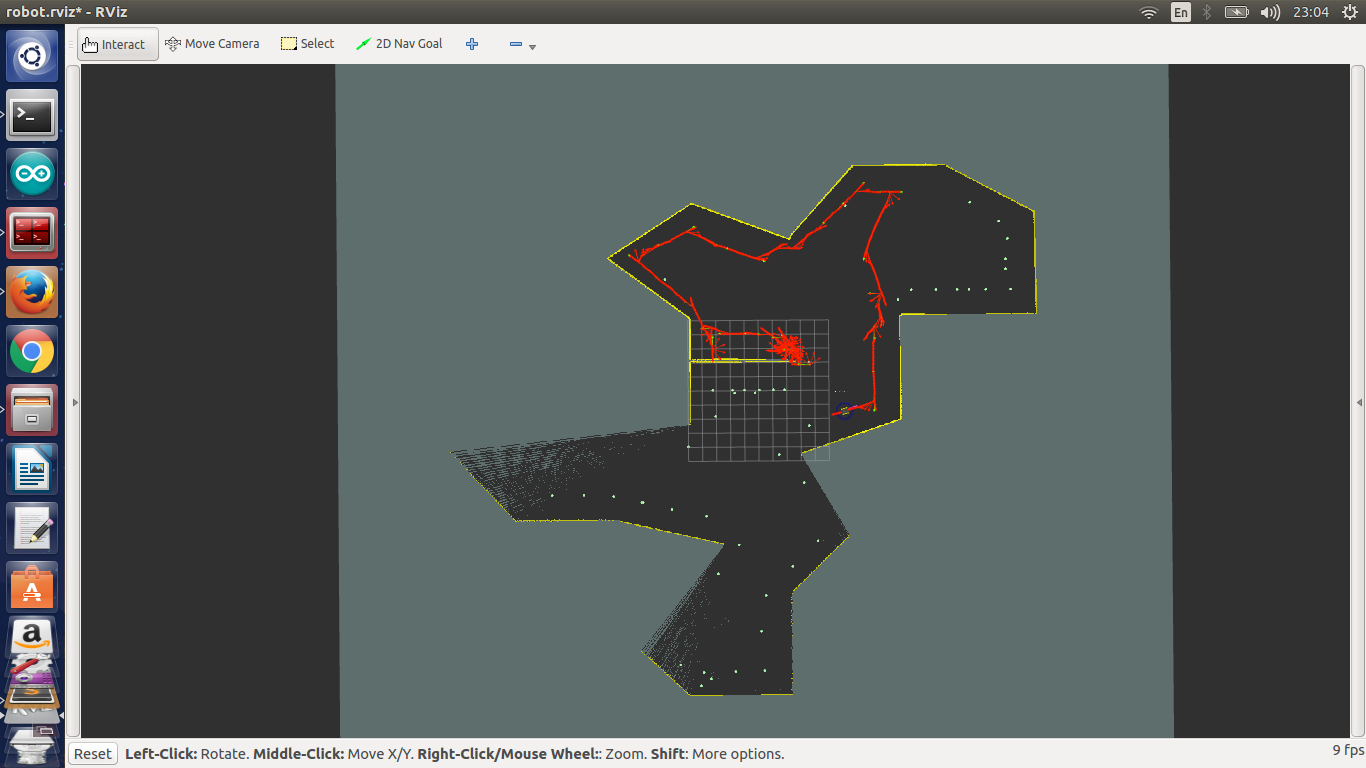 robot.rviz* - RViz
En
23:04
Interact
Move Camera
Select
2D Nav Goal
a
Reset
Left-Click: Rotate. Middle-Click: Move X/Y. Right-Click/Mouse Wheel:: Zoom. Shift: More options.
9 fps